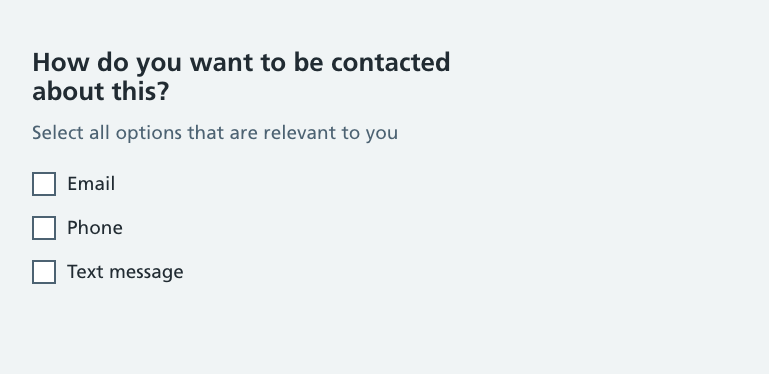 How do you want to be contacted
about this?
Select all options that are relevant to you
Email
Phone
Text message